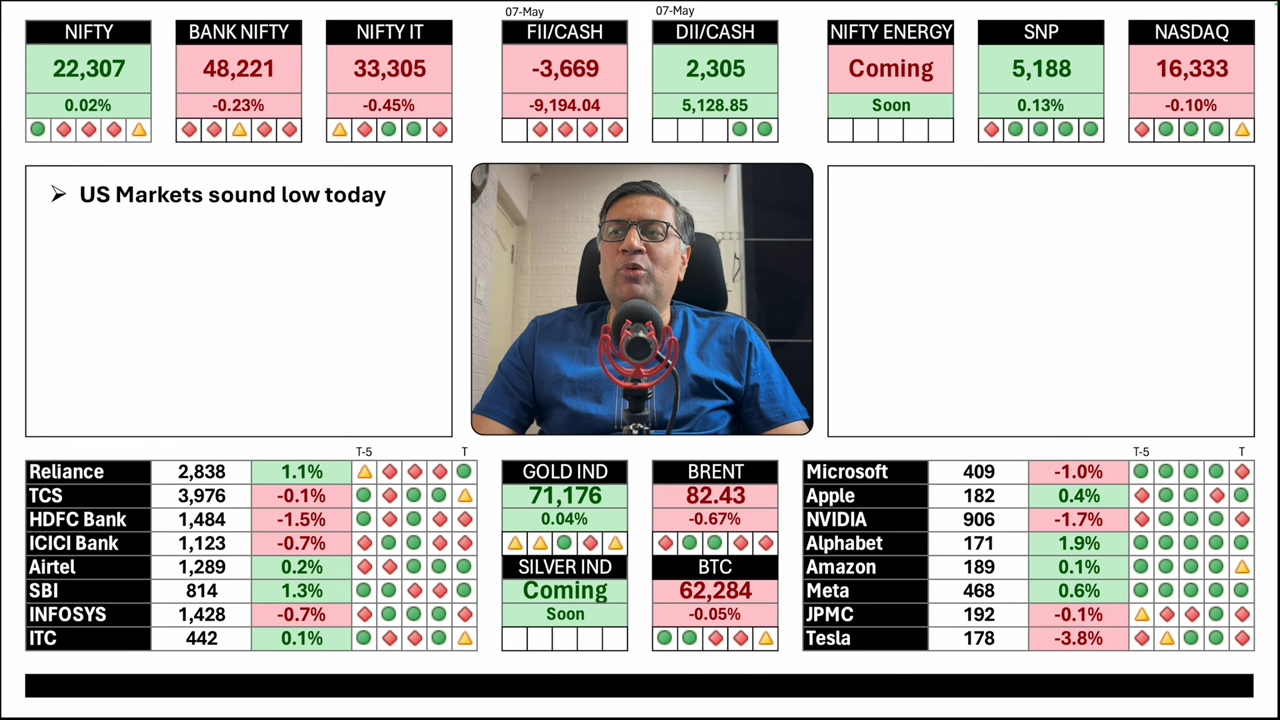 07-May
07-May
NIFTY
BANK NIFTY
NIFTY IT
FII/CASH
DII/CASH
NIFTY ENERGY
SNP
NASDAQ
22,307
48,221
33,305
-3,669
2,305
Coming
5,188
16,333
0.02%
-0.23%
-0.45%
-9,194.04
5,128.85
Soon
0.13%
-0.10%
➢ US Markets sound low today
T-5 T
Reliance 2,838 1.1%
TCS 3,976 -0.1%
HDFC Bank 1,484 -1.5%
ICICI Bank 1,123 -0.7%
Airtel 1,289 0.2%
SBI 814 1.3%
INFOSYS 1,428 -0.7%
ITC 442 0.1%
GOLD IND
71,176
0.04%
SILVER IND
Coming
Soon
BRENT
82.43
-0.67%
BTC
62,284
-0.05%
T-5 T
Microsoft 409 -1.0%
Apple 182 0.4%
NVIDIA 906 -1.7%
Alphabet 171 1.9%
Amazon 189 0.1%
Meta 468 0.6%
JPMC 192 -0.1%
Tesla 178 -3.8%